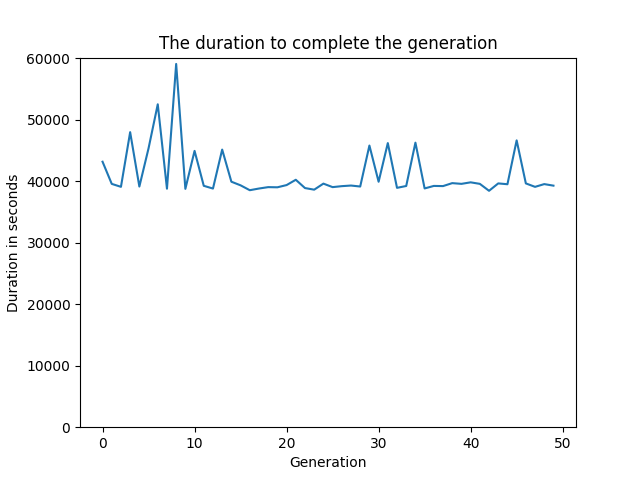 The duration to complete the generation
60000
50000
40000
30000
20000
10000
0
Duration in seconds
0 10 20 30 40 50
Generation